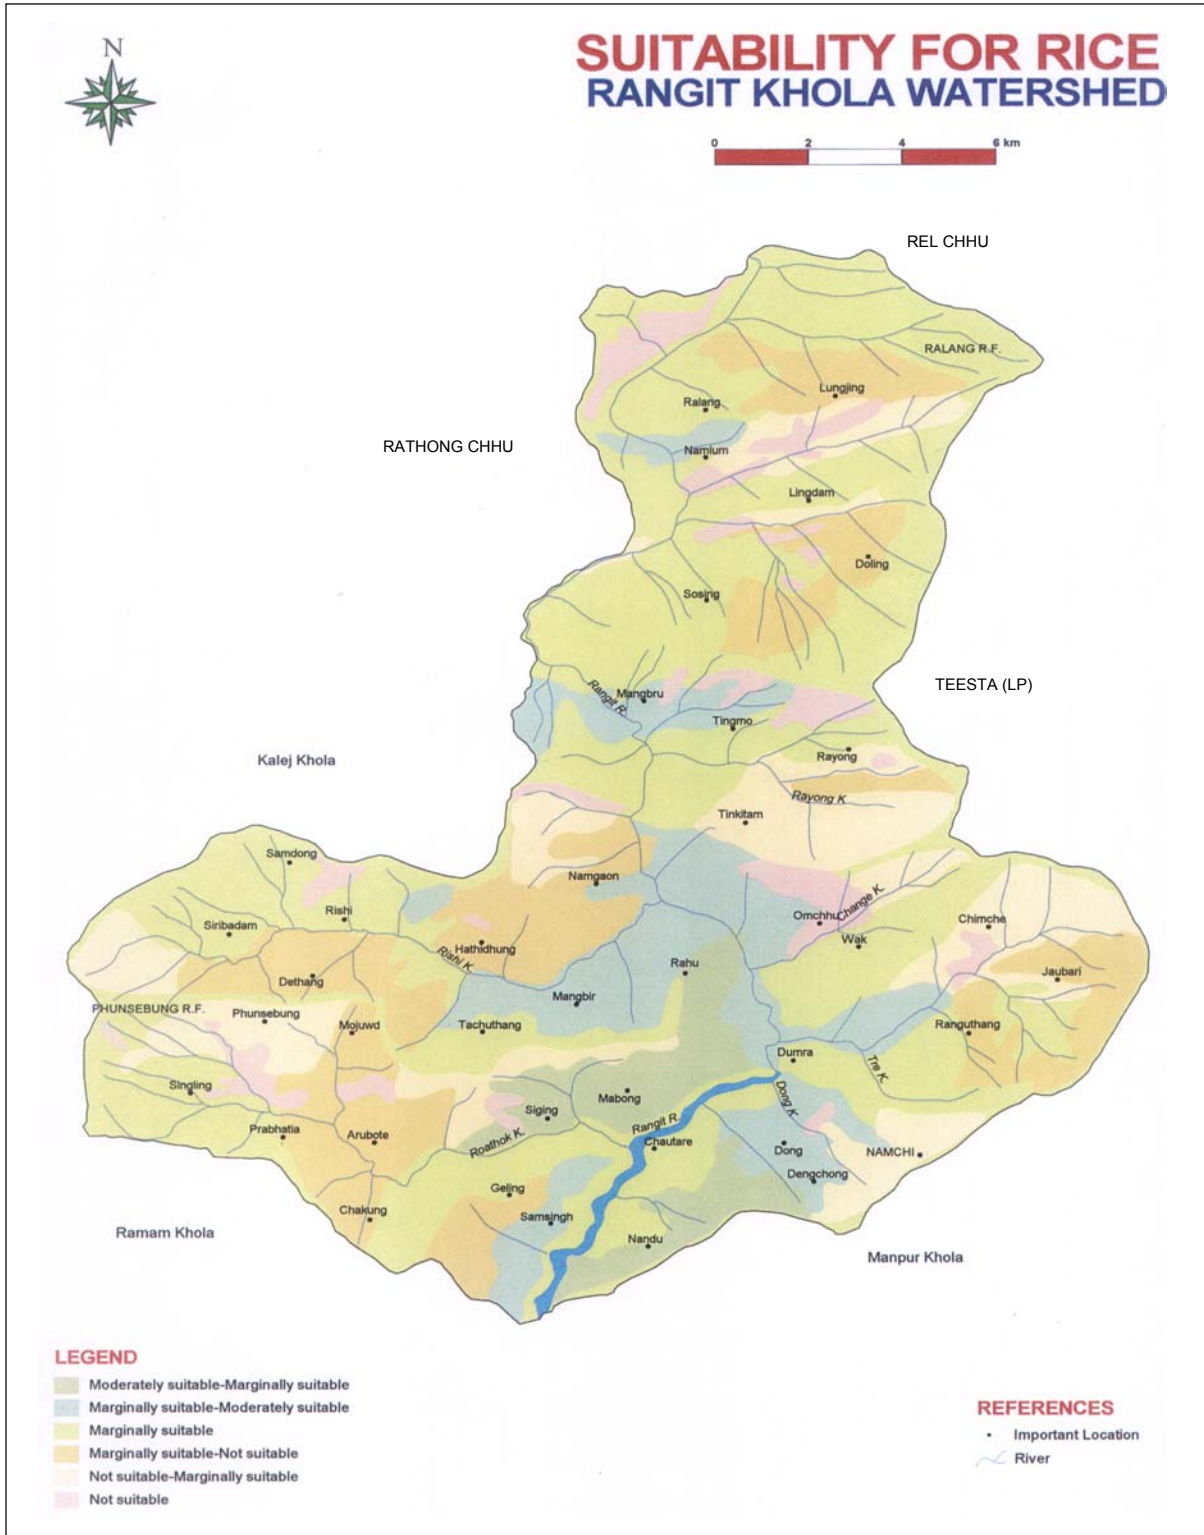 N
SUITABILITY FOR RICE
RANGIT KHOLA WATERSHED
0 2 4 6 km
REL CHHU
RALANG R.F.
Lungjing
Ralang
RATHONG CHHU
Namlum
Lingdam
Doling
Sosing
TEESTA (LP)
Rangit R.
Mangbru
Tingmo
Rayong
Kalej Khola
Rayong K
Tinkitam
Samdong
Namgaon
Rishi
Omchhu
Change K.
Chimche
Siribadam
Wak
Hathidhung
Rishi K.
Rahu
Jaubari
Dethang
Mangbir
PHUNSEBUNG R.F.
Phunsebung
Mojuwd
Tachuthang
Ranguthang
Dumra
Tre K.
Singling
Mabong
Dong K.
Siging
Rangit R.
Prabhatia
Arubote
Roathok K.
Chautare
Dong
NAMCHI
Dengchong
Geling
Chakung
Samsingh
Ramam Khola
Nandu
Manpur Khola
LEGEND
Moderately suitable-Marginally suitable
Marginally suitable-Moderately suitable
Marginally suitable
Marginally suitable-Not suitable
Not suitable-Marginally suitable
Not suitable
REFERENCES
Important Location
River